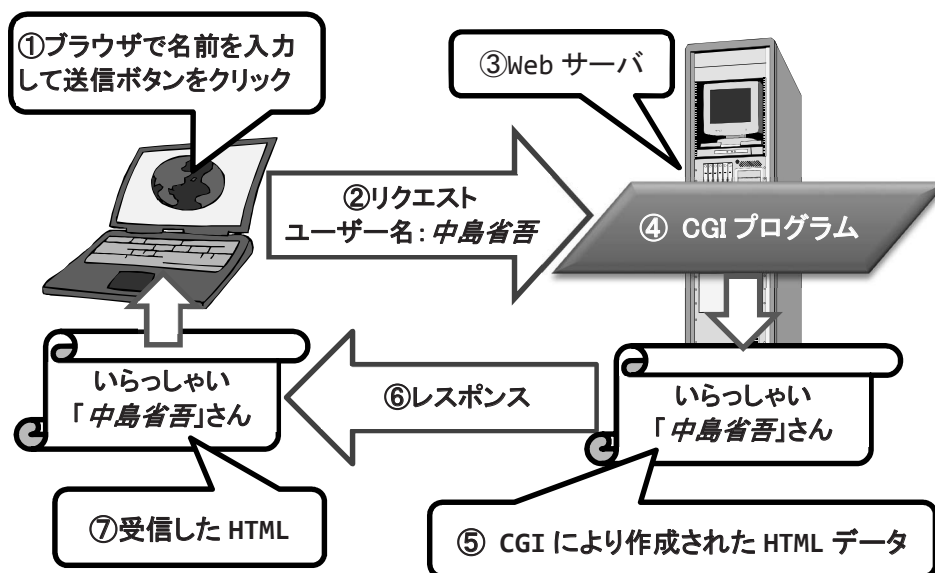 ①ブラウザで名前を入力
して送信ボタンをクリック
③Web サーバ
②リクエスト
ユーザー名：中島省吾
④ CGI プログラム
いらっしゃい
「中島省吾」さん
⑥レスポンス
いらっしゃい
「中島省吾」さん
⑦受信した HTML
⑤ CGI により作成された HTML データ